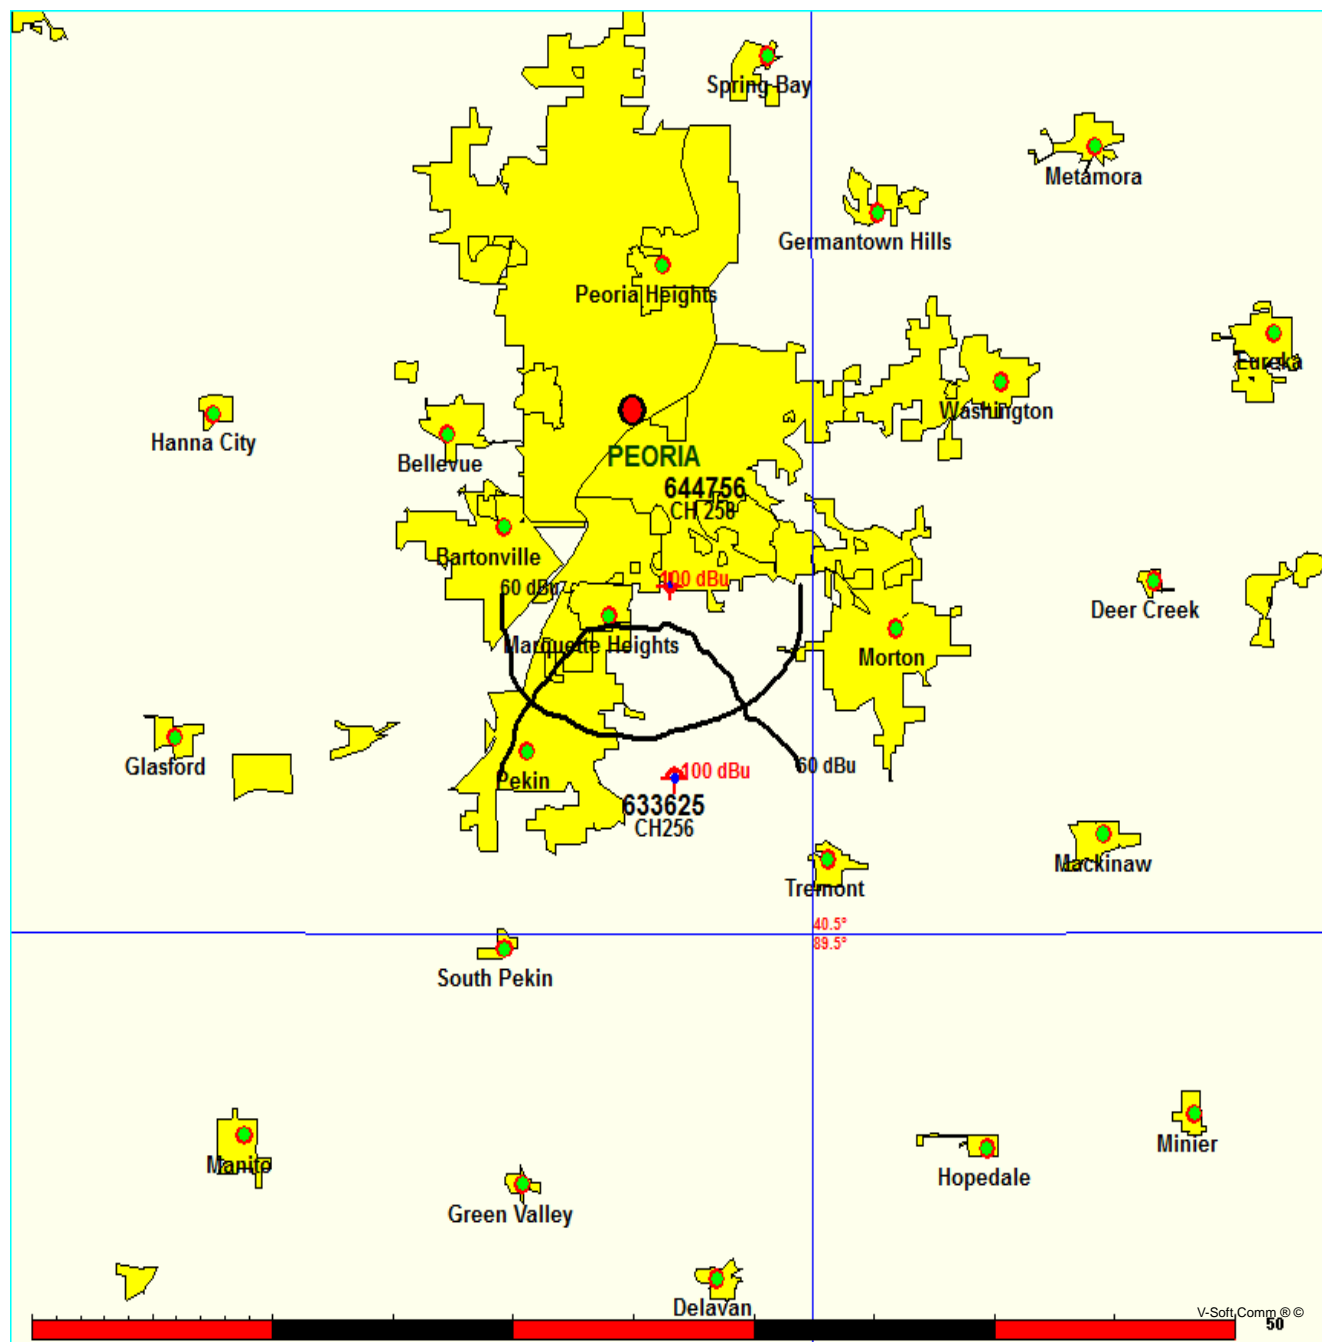 Spring Bay
Metamora
Germantown Hills
Peoria Heights
Eureka
Washington
Hanna City
Bellevue
PEORIA
644756
CH 258
Bartonville
100 dBu
60 dBu
Deer Creek
Marquette Heights
Morton
Glasford
Pekin
100 dBu
60 dBu
633625
CH256
Mackinaw
Tremont
40.5°
89.5°
South Pekin
Manito
Minier
Hopedale
Green Valley
Delavan
V-Soft Comm ® ©
50